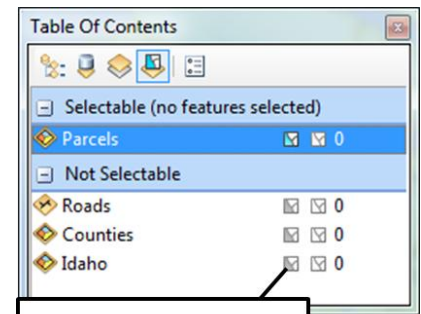 Table Of Contents
Selectable (no features selected)
Parcels 0
Not Selectable
Roads 0
Counties 0
Idaho 0